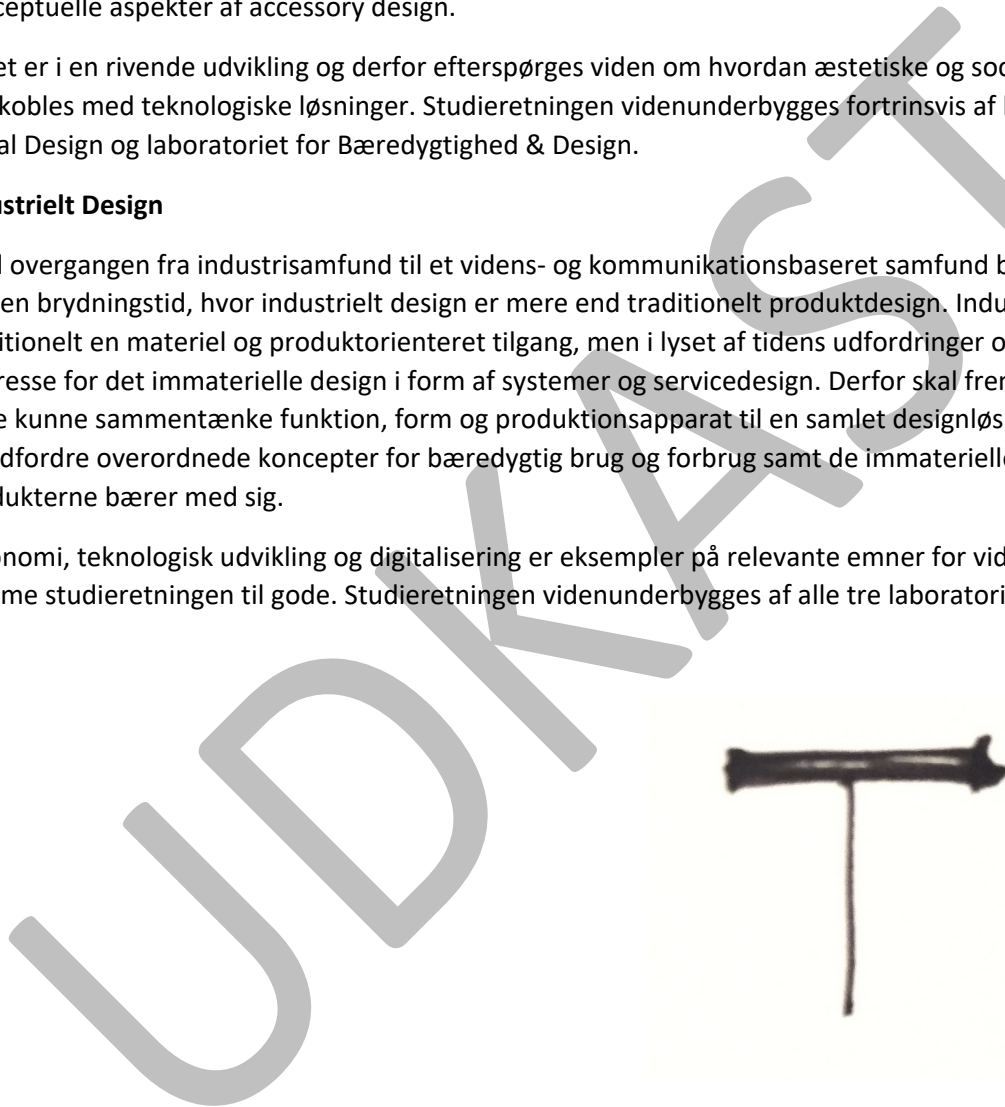 ceptuelle aspekter af accessory design.
et er i en rivende udvikling og derfor efterspørges viden om hvordan æstetiske og soc
kobles med teknologiske løsninger. Studieretningen videnunderbygges fortrinsvis af
al Design og laboratoriet for Bæredygtighed & Design.
ustrielt Design
overgangen fra industrisamfund til et videns- og kommunikationsbaseret samfund b
en brydningstid, hvor industrielt design er mere end traditionelt produktdesign. Indu
itionelt en materiel og produktorienteret tilgang, men i lyset af tidens udfordringer o
resse for det immaterielle design i form af systemer og servicedesign. Derfor skal frem
e kunne sammentænke funktion, form og produktionsapparat til en samlet designløs
dfordre overordnede koncepter for bæredygtig brug og forbrug samt de immaterielle
dukterne bærer med sig.
onomi, teknologisk udvikling og digitalisering er eksempler på relevante emner for vid
me studieretningen til gode. Studieretningen videnunderbygges af alle tre laboratori
UDKAST